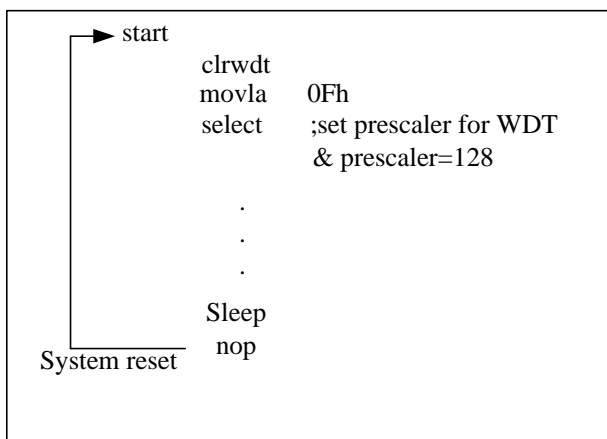 start
clrwdt
movla 0Fh
select ;set prescaler for WDT
& prescaler=128
.
.
.
Sleep
nop
System reset